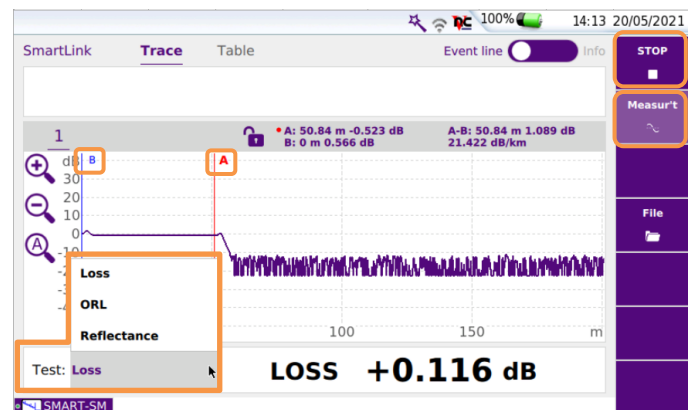 100% 14:13 20/05/2021
SmartLink Trace Table Event line Info
STOP
Measur't
1
A: 50.84 m -0.523 dB A-B: 50.84 m 1.089 dB
B: 0 m 0.566 dB 21.422 dB/km
dB B A
30
20
10
0
-10
File
Loss
ORL
Reflectance
100 150 m
Test: Loss
LOSS +0.116 dB
SMART-SM